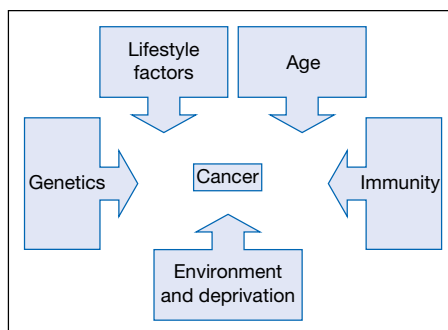 Lifestyle
factors
Age
Genetics
Cancer
Immunity
Environment
and deprivation